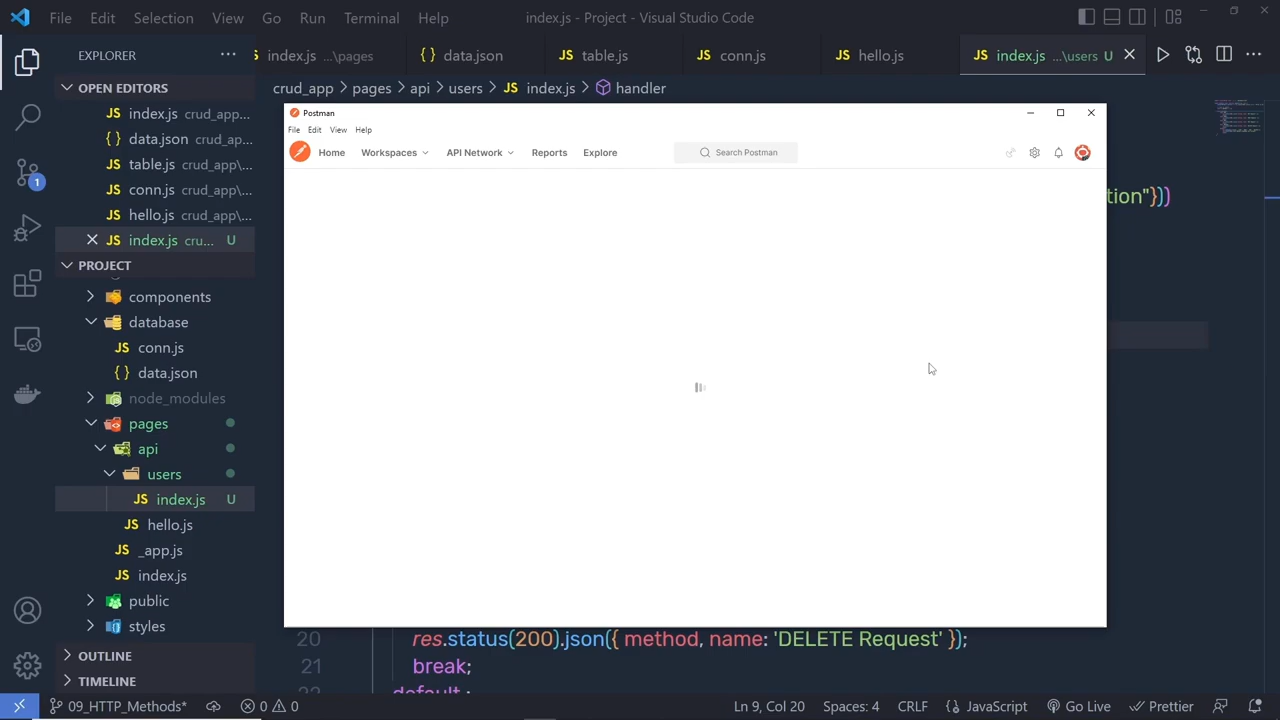 File Edit Selection View Go Run Terminal Help index.js - Project - Visual Studio Code
EXPLORER
index.js ...\pages data.json table.js conn.js hello.js index.js ...\users U
OPEN EDITORS
index.js crud_app...
data.json crud_ap...
table.js crud_app\...
conn.js crud_app\...
hello.js crud_app\...
index.js cru... U
PROJECT
components
database
conn.js
data.json
node_modules
pages
api
users
index.js U
hello.js
_app.js
index.js
public
styles
OUTLINE
TIMELINE
crud_app > pages > api > users > index.js > handler
Postman
File Edit View Help
Home Workspaces API Network Reports Explore Search Postman
tion"}))
20 res.status(200).json({ method, name: 'DELETE Request' });
21 break;
22 default :
1
09_HTTP_Methods* 0 0 Ln 9, Col 20 Spaces: 4 CRLF {} JavaScript Go Live Prettier